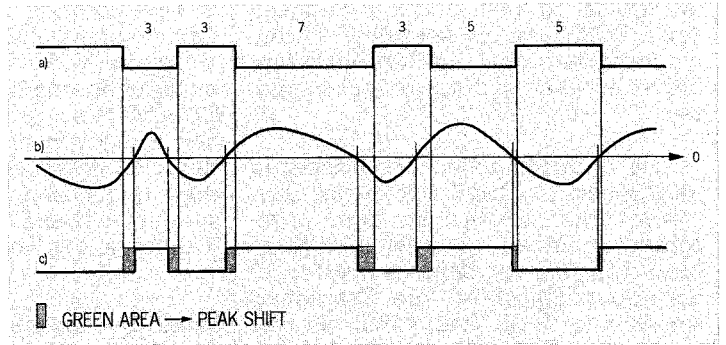 3 3 7 3 5 5
a)
b)
0
c)
GREEN AREA → PEAK SHIFT